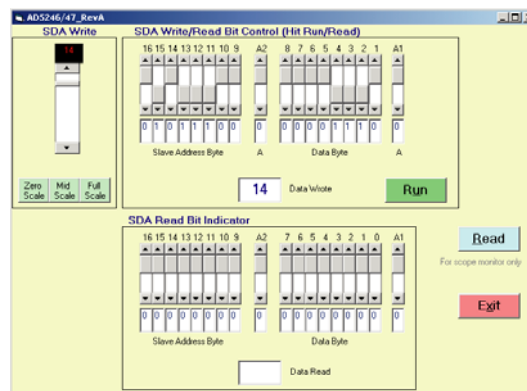 AD5246/47_RevA
SDA Write
SDA Write/Read Bit Control (Hit Run/Read)
14
16 15 14 13 12 11 10 9 A2 8 7 6 5 4 3 2 1 A1
0 1 0 1 1 1 0 0 0 0 0 0 0 1 1 1 0 0
Slave Address Byte A Data Byte A
Zero Scale
Mid Scale
Full Scale
14 Data Wrote
Run
SDA Read Bit Indicator
16 15 14 13 12 11 10 9 A2 7 6 5 4 3 2 1 0 A1
Read
For scope monitor only
Exit
0 0 0 0 0 0 0 0 0 0 0 0 0 0 0 0 0 0
Slave Address Byte Data Byte
Data Read